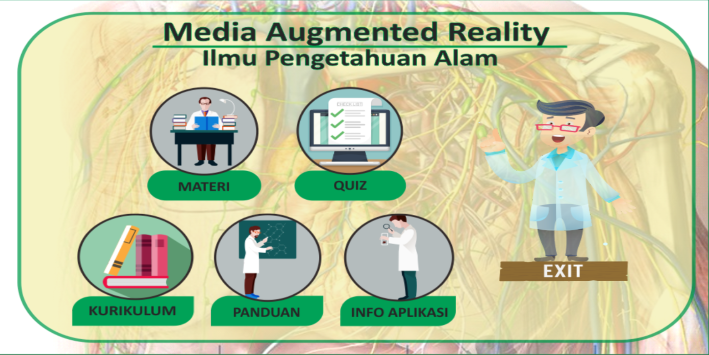 Media Augmented Reality
Ilmu Pengetahuan Alam
MATERI
QUIZ
KURIKULUM
PANDUAN
INFO APLIKASI
EXIT